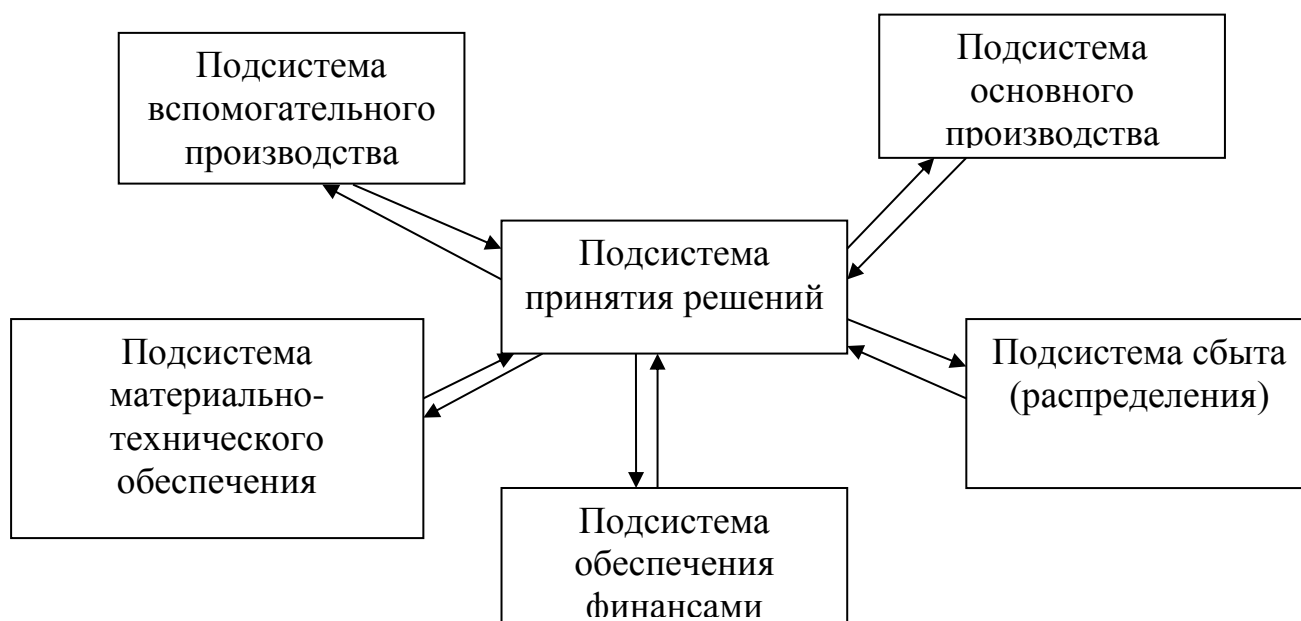 Подсистема
вспомогательного
производства
Подсистема
основного
производства
Подсистема
принятия решений
Подсистема
материально-
технического
обеспечения
Подсистема сбыта
(распределения)
Подсистема
обеспечения
финансами